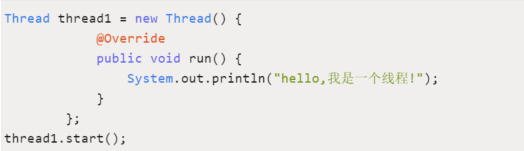 Thread thread1 = new Thread() {
            @Override
            public void run() {
                System.out.println("hello,我是一个线程!");
            }
        };
thread1.start();